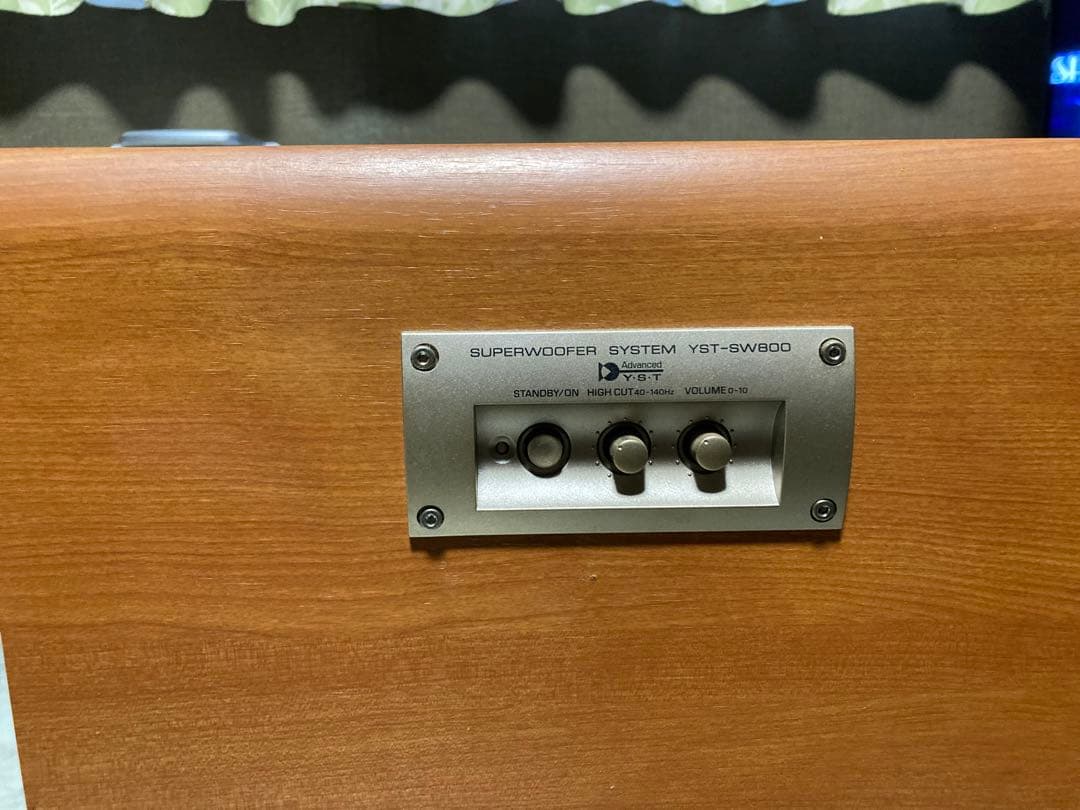 SUPERWOOFER SYSTEM YST-SW800
Advanced
Y·S·T
STANDBY/ON HIGH CUT 40-140Hz VOLUME 0-10